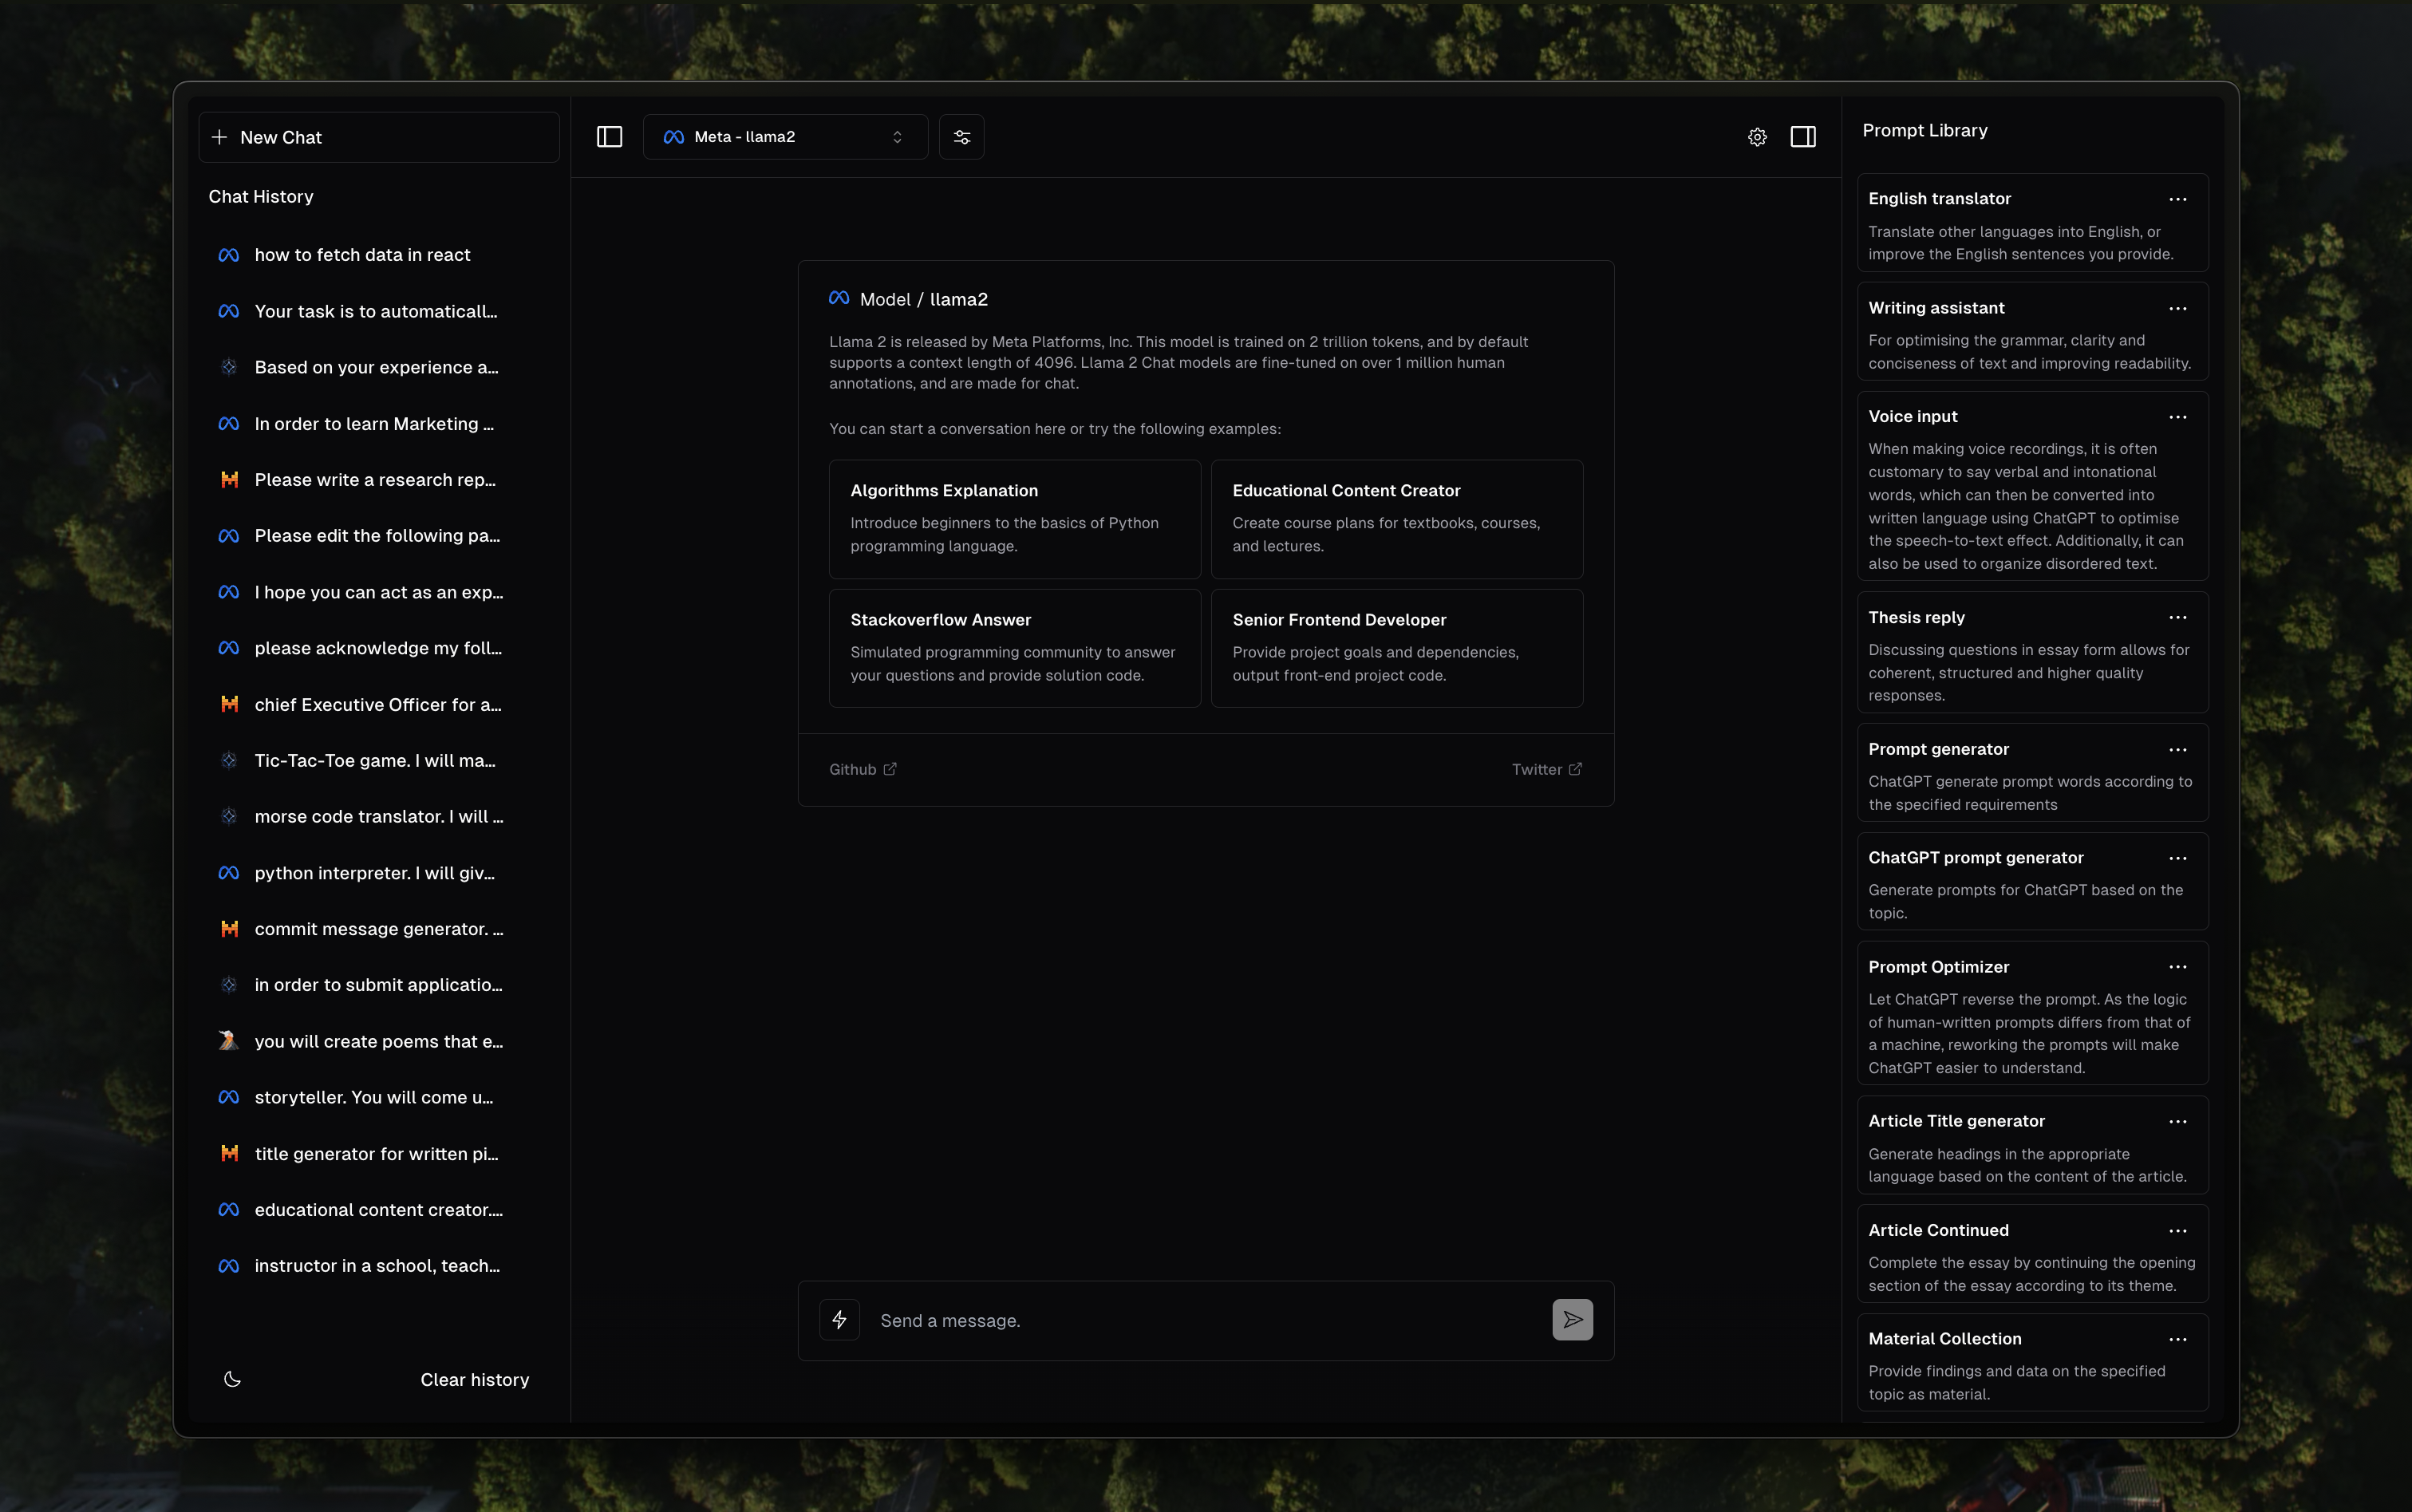 New Chat
Chat History
how to fetch data in react
Your task is to automaticall...
Based on your experience a...
In order to learn Marketing ...
Please write a research rep...
Please edit the following pa...
I hope you can act as an exp...
please acknowledge my foll...
chief Executive Officer for a...
Tic-Tac-Toe game. I will ma...
morse code translator. I will ...
python interpreter. I will giv...
commit message generator. ...
in order to submit applicatio...
you will create poems that e...
storyteller. You will come u...
title generator for written pi...
educational content creator....
instructor in a school, teach...
Clear history
Meta - llama2
Model / llama2
Llama 2 is released by Meta Platforms, Inc. This model is trained on 2 trillion tokens, and by default
supports a context length of 4096. Llama 2 Chat models are fine-tuned on over 1 million human
annotations, and are made for chat.
You can start a conversation here or try the following examples:
Algorithms Explanation
Introduce beginners to the basics of Python
programming language.
Educational Content Creator
Create course plans for textbooks, courses,
and lectures.
Stackoverflow Answer
Simulated programming community to answer
your questions and provide solution code.
Senior Frontend Developer
Provide project goals and dependencies,
output front-end project code.
Github
Twitter
Send a message.
Prompt Library
English translator
Translate other languages into English, or
improve the English sentences you provide.
Writing assistant
For optimising the grammar, clarity and
conciseness of text and improving readability.
Voice input
When making voice recordings, it is often
customary to say verbal and intonational
words, which can then be converted into
written language using ChatGPT to optimise
the speech-to-text effect. Additionally, it can
also be used to organize disordered text.
Thesis reply
Discussing questions in essay form allows for
coherent, structured and higher quality
responses.
Prompt generator
ChatGPT generate prompt words according to
the specified requirements
ChatGPT prompt generator
Generate prompts for ChatGPT based on the
topic.
Prompt Optimizer
Let ChatGPT reverse the prompt. As the logic
of human-written prompts differs from that of
a machine, reworking the prompts will make
ChatGPT easier to understand.
Article Title generator
Generate headings in the appropriate
language based on the content of the article.
Article Continued
Complete the essay by continuing the opening
section of the essay according to its theme.
Material Collection
Provide findings and data on the specified
topic as material.